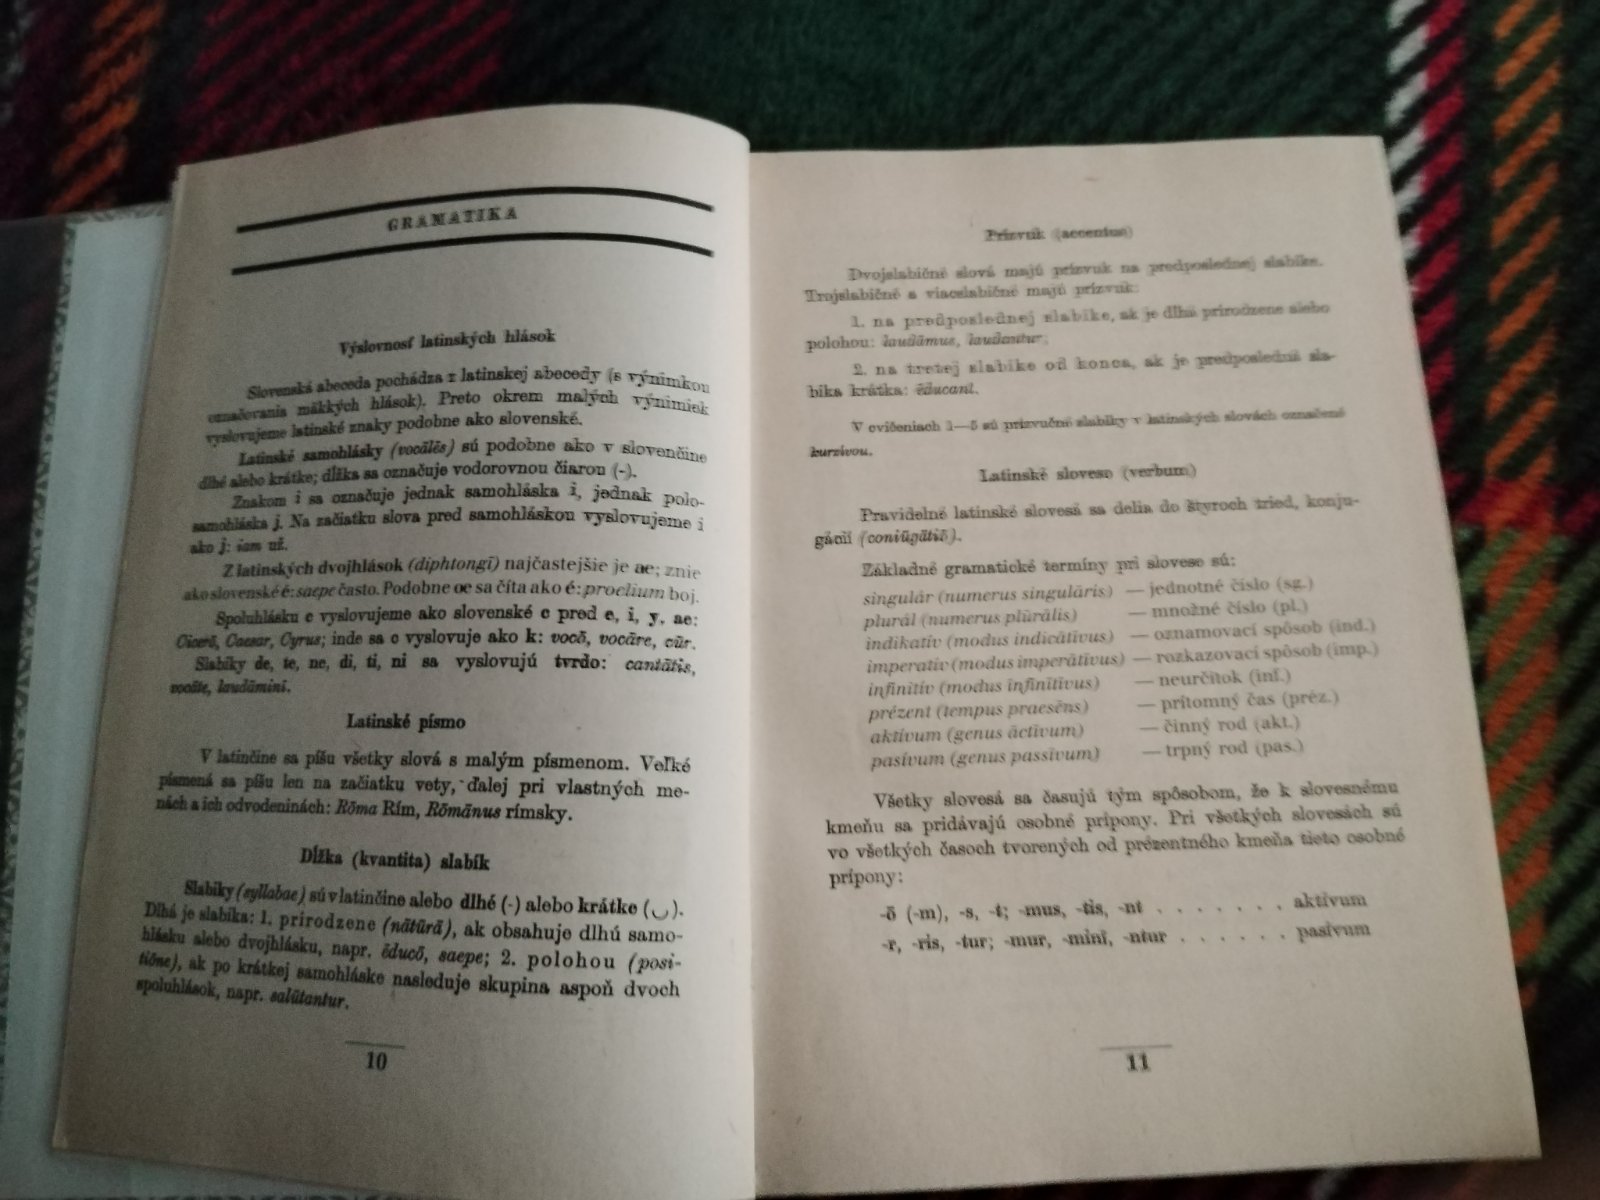 GRAMATIKA
Výslovnosť latinských hlások
Slovenská abeceda pochádza z latinskej abecedy (s výnimkou
označovania mäkkých hlások). Preto okrem malých výnimiek
vyslovujeme latinské znaky podobne ako slovenské.
Latinské samohlásky (vocālēs) sú podobne ako v slovenčine
dlhé alebo krátke; dĺžka sa označuje vodorovnou čiarou (-).
Znakom i sa označuje jednak samohláska i, jednak polo-
samohláska j. Na začiatku slova pred samohláskou vyslovujeme i
ako j: iam už.
Z latinských dvojhlások (diphtongī) najčastejšie je ae; znie
ako slovenské é: saepe často. Podobne oe sa číta ako é: proelium boj.
Spoluhlásku c vyslovujeme ako slovenské c pred e, i, y, ae:
Cicerō, Caesar, Cyrus; inde sa c vyslovuje ako k: vocō, vocāre, cūr.
Slabiky de, te, ne, di, ti, ni sa vyslovujú tvrdo: cantātis,
vocāte, laudāminī.
Latinské písmo
V latinčine sa píšu všetky slová s malým písmenom. Veľké
písmená sa píšu len na začiatku vety, ďalej pri vlastných me-
nách a ich odvodeninách: Rōma Rím, Rōmānus rímsky.
Dĺžka (kvantita) slabík
Slabiky (syllabae) sú v latinčine alebo dlhé (-) alebo krátke (◡).
Dlhá je slabika: 1. prirodzene (nātūrā), ak obsahuje dlhú samo-
hlásku alebo dvojhlásku, napr. ēducō, saepe; 2. polohou (posi-
tiōne), ak po krátkej samohláske nasleduje skupina aspoň dvoch
spoluhlások, napr. salūtantur.
10
Prízvuk (accentus)
Dvojslabičné slová majú prízvuk na predposlednej slabike.
Trojslabičné a viacslabičné majú prízvuk:
1. na predposlednej slabike, ak je dlhá prirodzene alebo
polohou: laudāmus, laudantur;
2. na tretej slabike od konca, ak je predposledná sla-
bika krátka: ēducant.
V cvičeniach 1—5 sú prízvučné slabiky v latinských slovách označené
kurzívou.
Latinské sloveso (verbum)
Pravidelné latinské slovesá sa delia do štyroch tried, konju-
gácií (coniūgātiō).
Základné gramatické termíny pri slovese sú:
singulár (numerus singulāris) — jednotné číslo (sg.)
plurál (numerus plūrālis) — množné číslo (pl.)
indikatív (modus indicātīvus) — oznamovací spôsob (ind.)
imperatív (modus imperātīvus) — rozkazovací spôsob (imp.)
infinitív (modus īnfīnītīvus) — neurčitok (inf.)
prézent (tempus praesēns) — prítomný čas (préz.)
aktívum (genus āctīvum) — činný rod (akt.)
pasívum (genus passīvum) — trpný rod (pas.)
Všetky slovesá sa časujú tým spôsobom, že k slovesnému
kmeňu sa pridávajú osobné prípony. Pri všetkých slovesách sú
vo všetkých časoch tvorených od prézentného kmeňa tieto osobné
prípony:
-ō (-m), -s, -t; -mus, -tis, -nt . . . . . . . aktívum
-r, -ris, -tur; -mur, -minī, -ntur . . . . . . pasívum
11